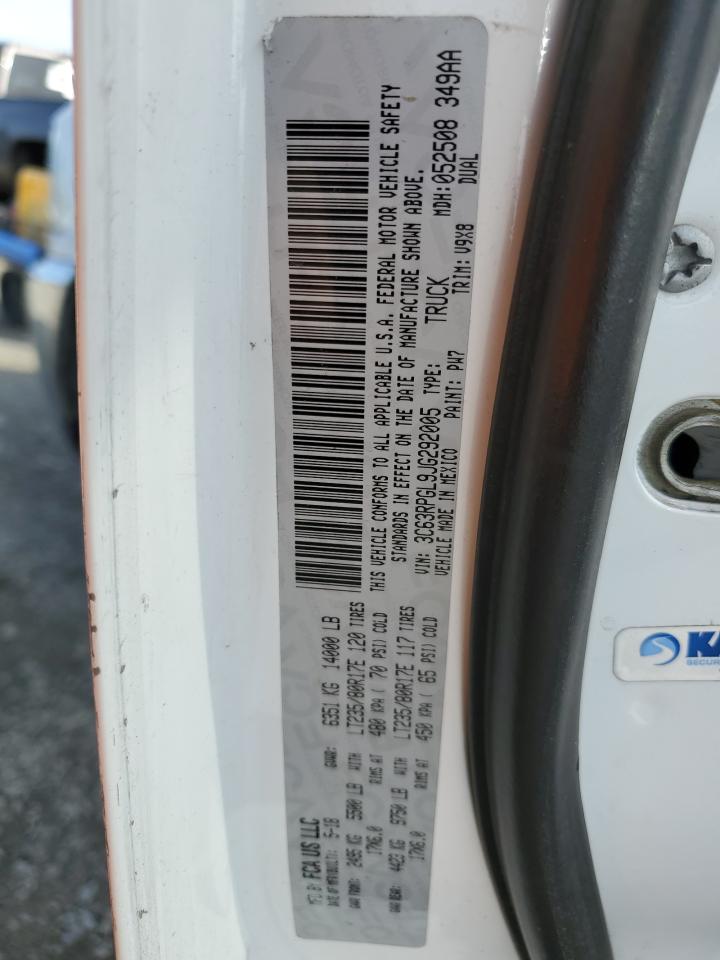 MFD BY FCA US LLC
DATE OF MFR(BUILT): 5-18 GVWR: 6351 KG 14000 LB
GAWR FRONT: 2495 KG 5500 LB WITH LT235/80R17E 120 TIRES
17X6.0 RIMS AT 480 KPA ( 70 PSI) COLD
GAWR REAR: 4423 KG 9750 LB WITH LT235/80R17E 117 TIRES
17X6.0 RIMS AT 450 KPA ( 65 PSI) COLD
THIS VEHICLE CONFORMS TO ALL APPLICABLE U.S.A. FEDERAL MOTOR VEHICLE SAFETY
STANDARDS IN EFFECT ON THE DATE OF MANUFACTURE SHOWN ABOVE.
VIN: 3C63RPGL9JG292005 TYPE: TRUCK MDH:052508 349AA
VEHICLE MADE IN MEXICO PAINT: PW7 TRIM: V9X8 DUAL